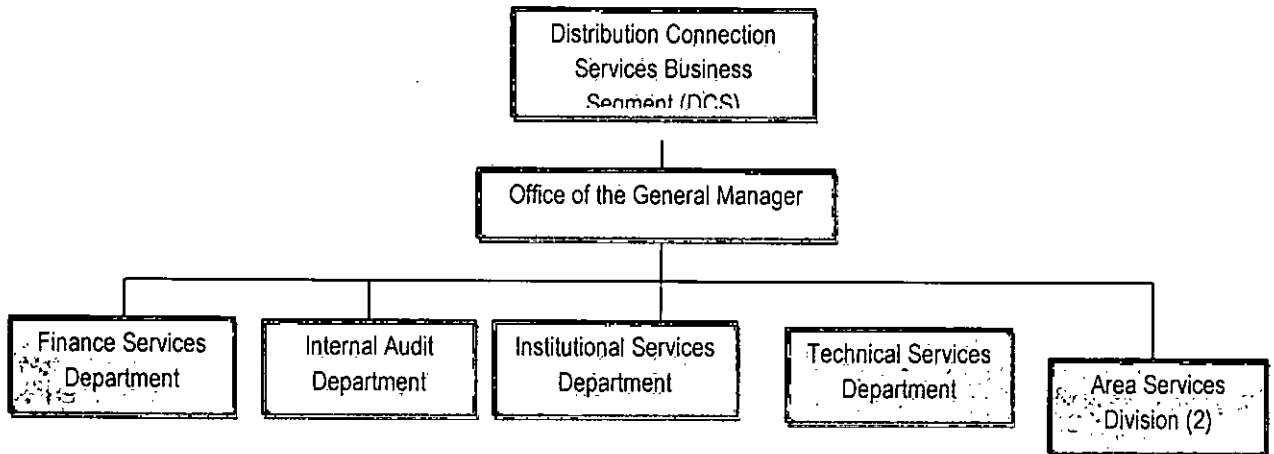 Distribution Connection
Services Business
Segment (DCS)
Office of the General Manager
Finance Services
Department
Internal Audit
Department
Institutional Services
Department
Technical Services
Department
Area Services
Division (2)